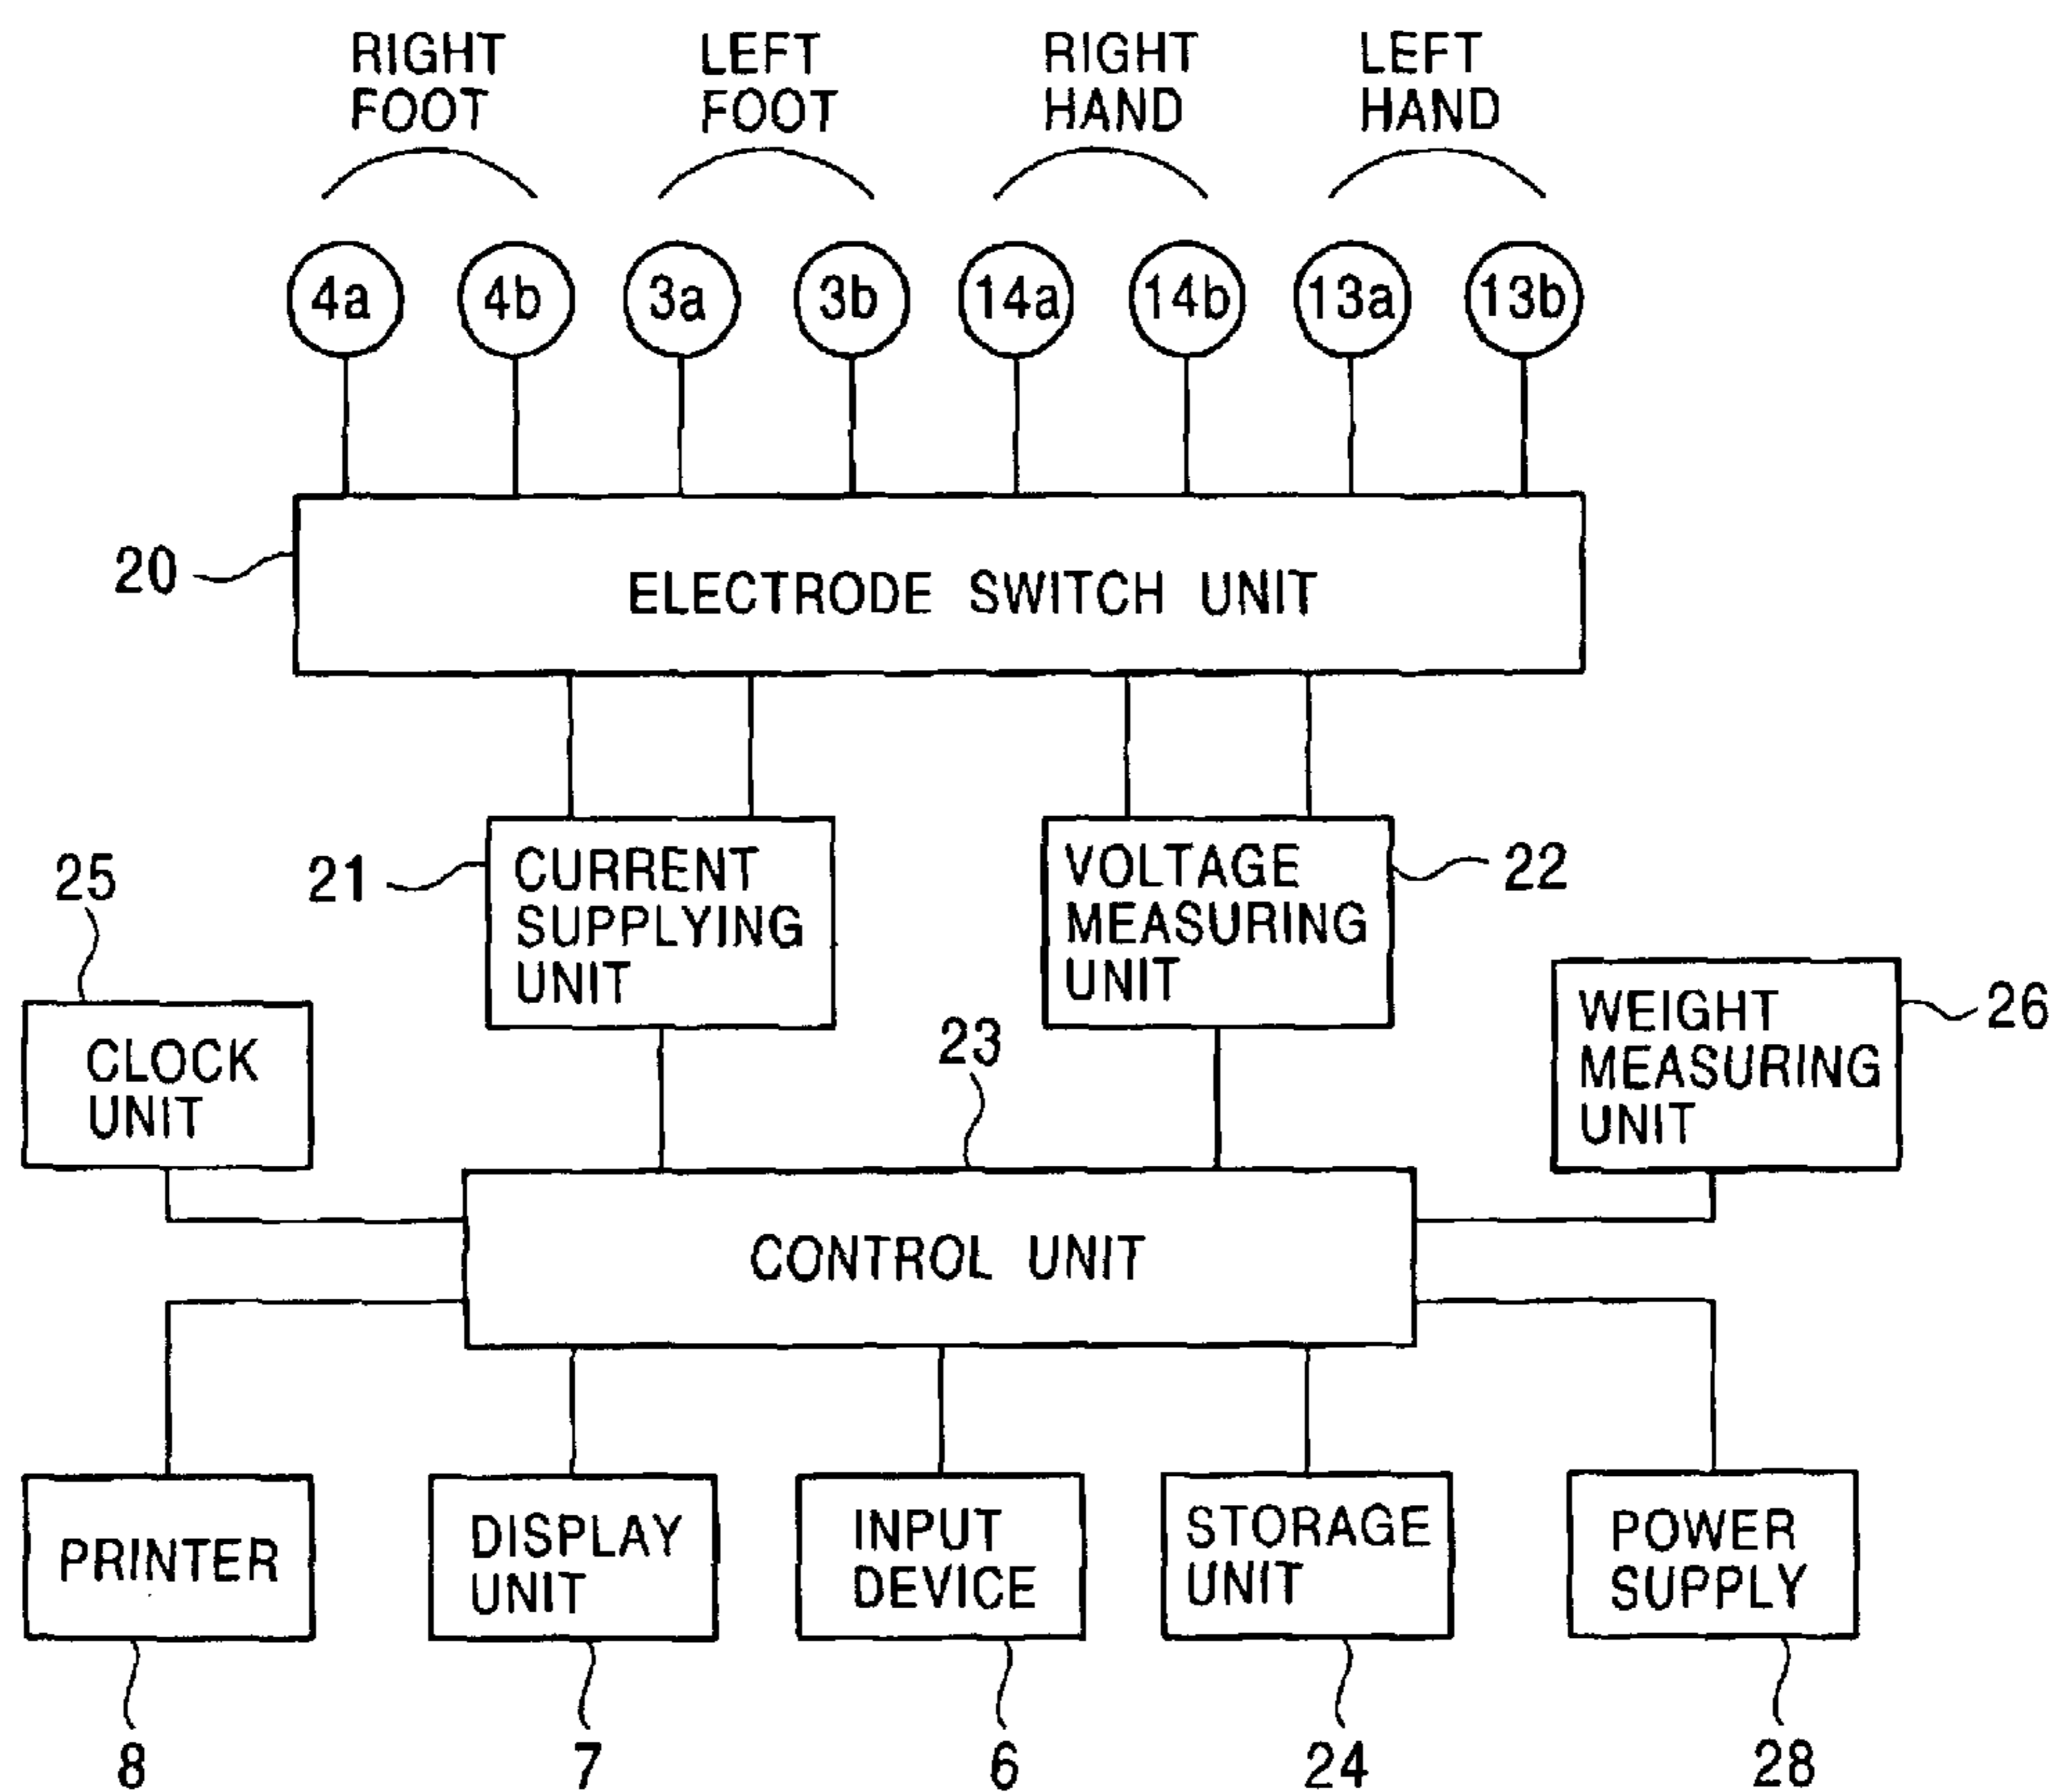 RIGHT
FOOT
LEFT
FOOT
RIGHT
HAND
LEFT
HAND
4a
4b
3a
3b
14a
14b
13a
13b
20
ELECTRODE SWITCH UNIT
21
CURRENT
SUPPLYING
UNIT
VOLTAGE
MEASURING
UNIT
22
25
CLOCK
UNIT
23
WEIGHT
MEASURING
UNIT
26
CONTROL UNIT
PRINTER
DISPLAY
UNIT
INPUT
DEVICE
STORAGE
UNIT
POWER
SUPPLY
8
7
6
24
28